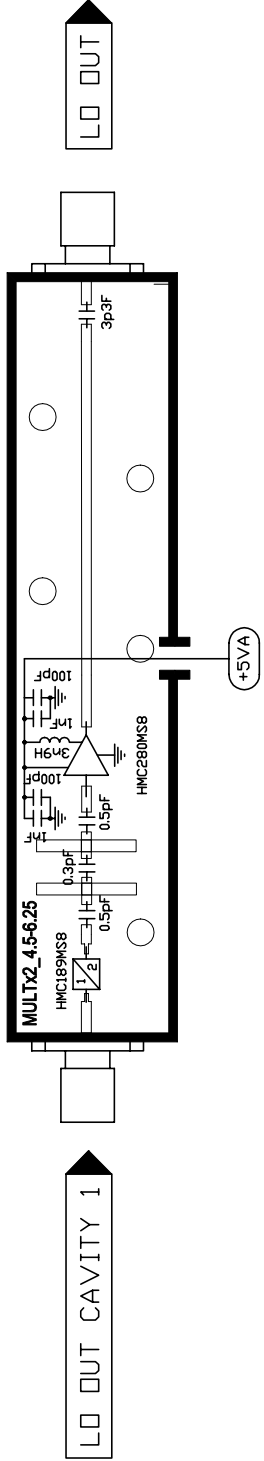 LO OUT CAVITY 1
MULTx2_4.5-6.25
HMC189MS8
1
2
0.5pF
0.3pF
0.5pF
1nF
100pF
3n9H
1nF
100pF
HMC280MS8
+5VA
3p3F
LO OUT